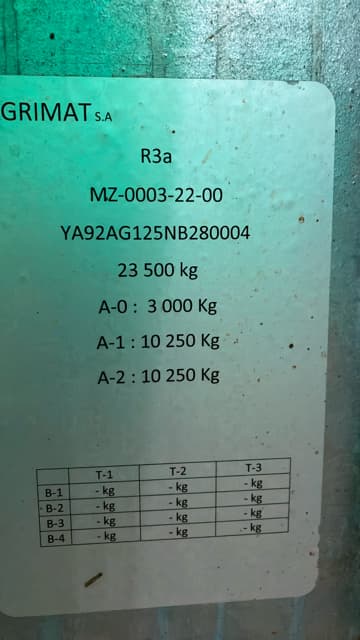 GRIMAT S.A
R3a
MZ-0003-22-00
YA92AG125NB280004
23 500 kg
A-0 : 3 000 Kg
A-1 : 10 250 Kg
A-2 : 10 250 Kg
T-1 T-2 T-3
B-1 - kg - kg - kg
B-2 - kg - kg - kg
B-3 - kg - kg - kg
B-4 - kg - kg - kg